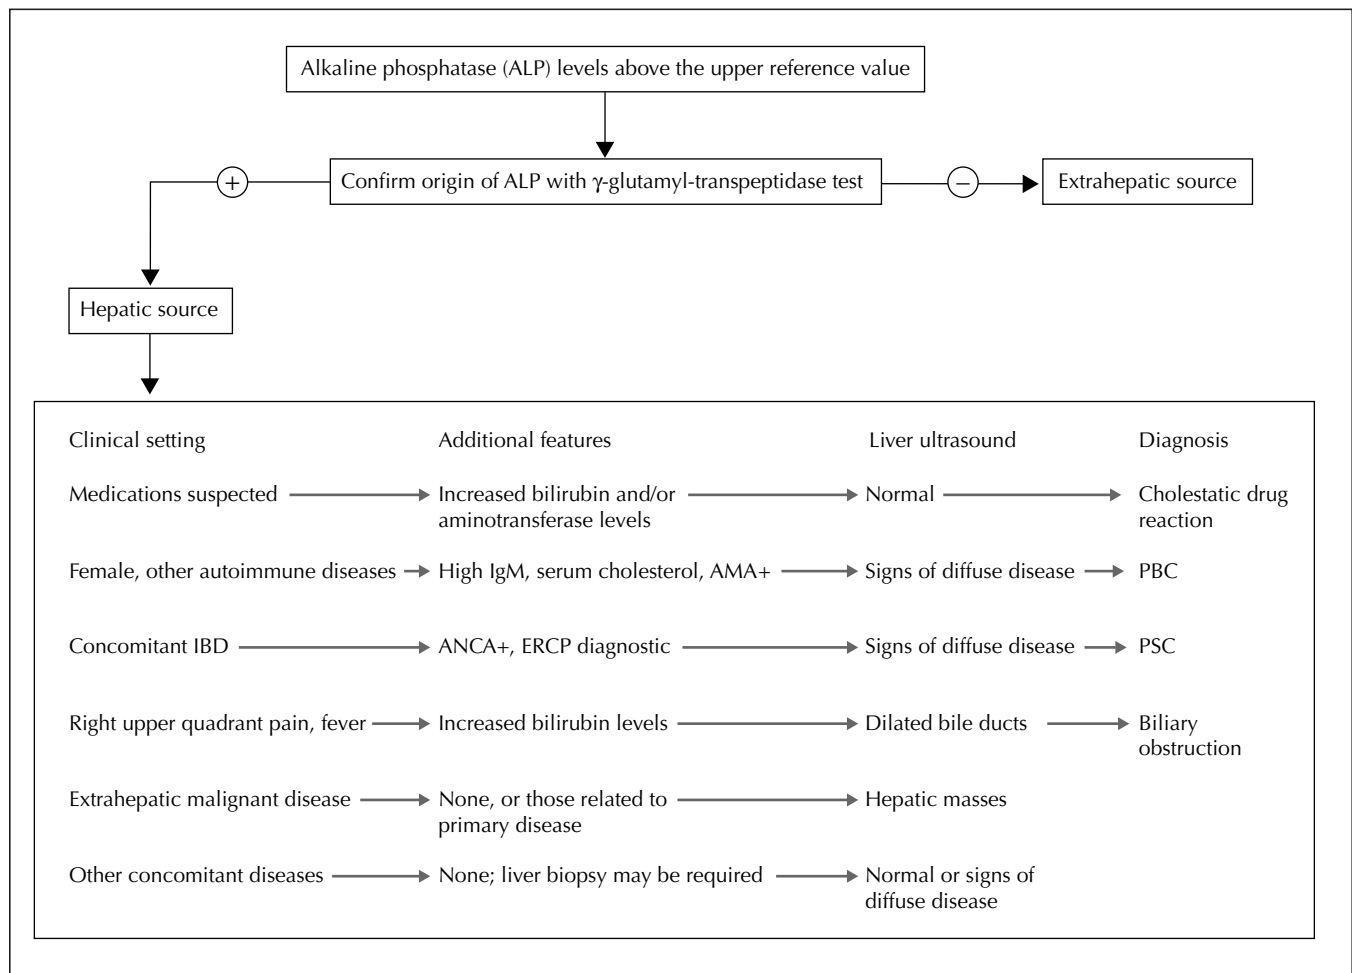 Alkaline phosphatase (ALP) levels above the upper reference value
+
Confirm origin of ALP with γ-glutamyl-transpeptidase test
−
Extrahepatic source
Hepatic source
Clinical setting
Additional features
Liver ultrasound
Diagnosis
Medications suspected
Increased bilirubin and/or
aminotransferase levels
Normal
Cholestatic drug
reaction
Female, other autoimmune diseases
High IgM, serum cholesterol, AMA+
Signs of diffuse disease
PBC
Concomitant IBD
ANCA+, ERCP diagnostic
Signs of diffuse disease
PSC
Right upper quadrant pain, fever
Increased bilirubin levels
Dilated bile ducts
Biliary
obstruction
Extrahepatic malignant disease
None, or those related to
primary disease
Hepatic masses
Other concomitant diseases
None; liver biopsy may be required
Normal or signs of
diffuse disease